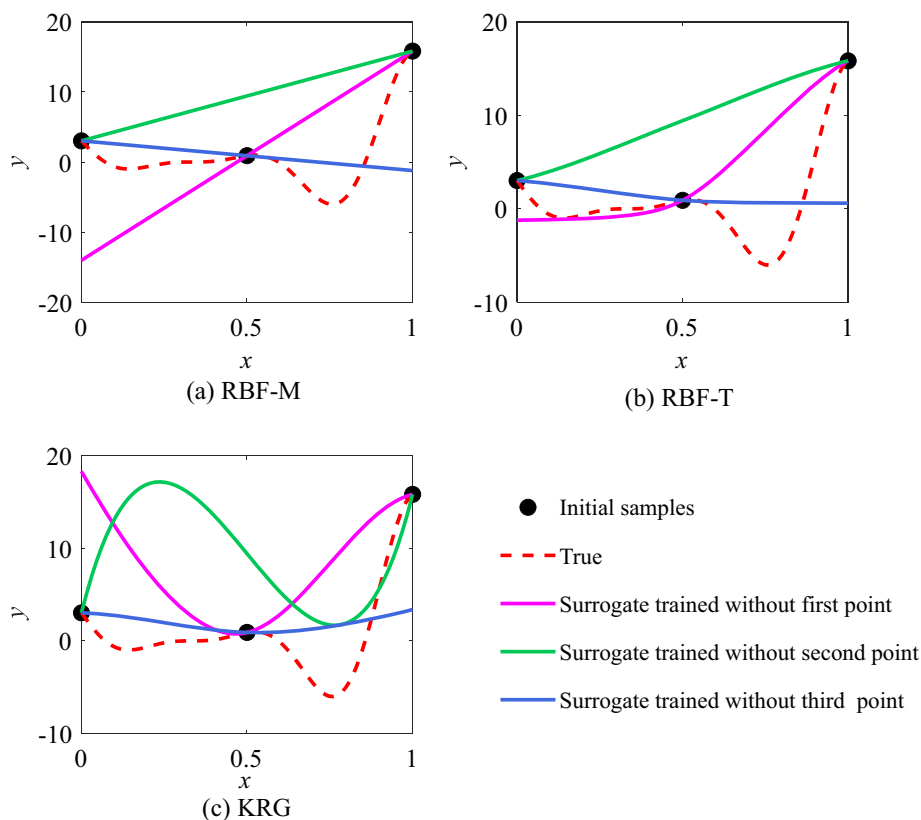 20
10
0
-10
-20
y
0
0.5
1
x
(a) RBF-M
20
10
0
-10
y
0
0.5
1
x
(b) RBF-T
20
10
0
-10
y
0
0.5
1
x
(c) KRG
Initial samples
True
Surrogate trained without first point
Surrogate trained without second point
Surrogate trained without third point